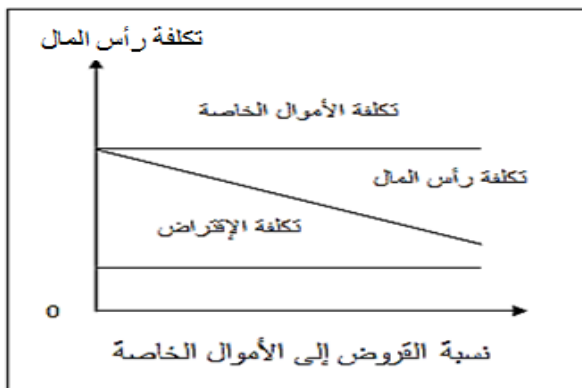 تكلفة رأس المال
تكلفة الأموال الخاصة
تكلفة رأس المال
تكلفة الإقتراض
0
نسبة القروض إلى الأموال الخاصة